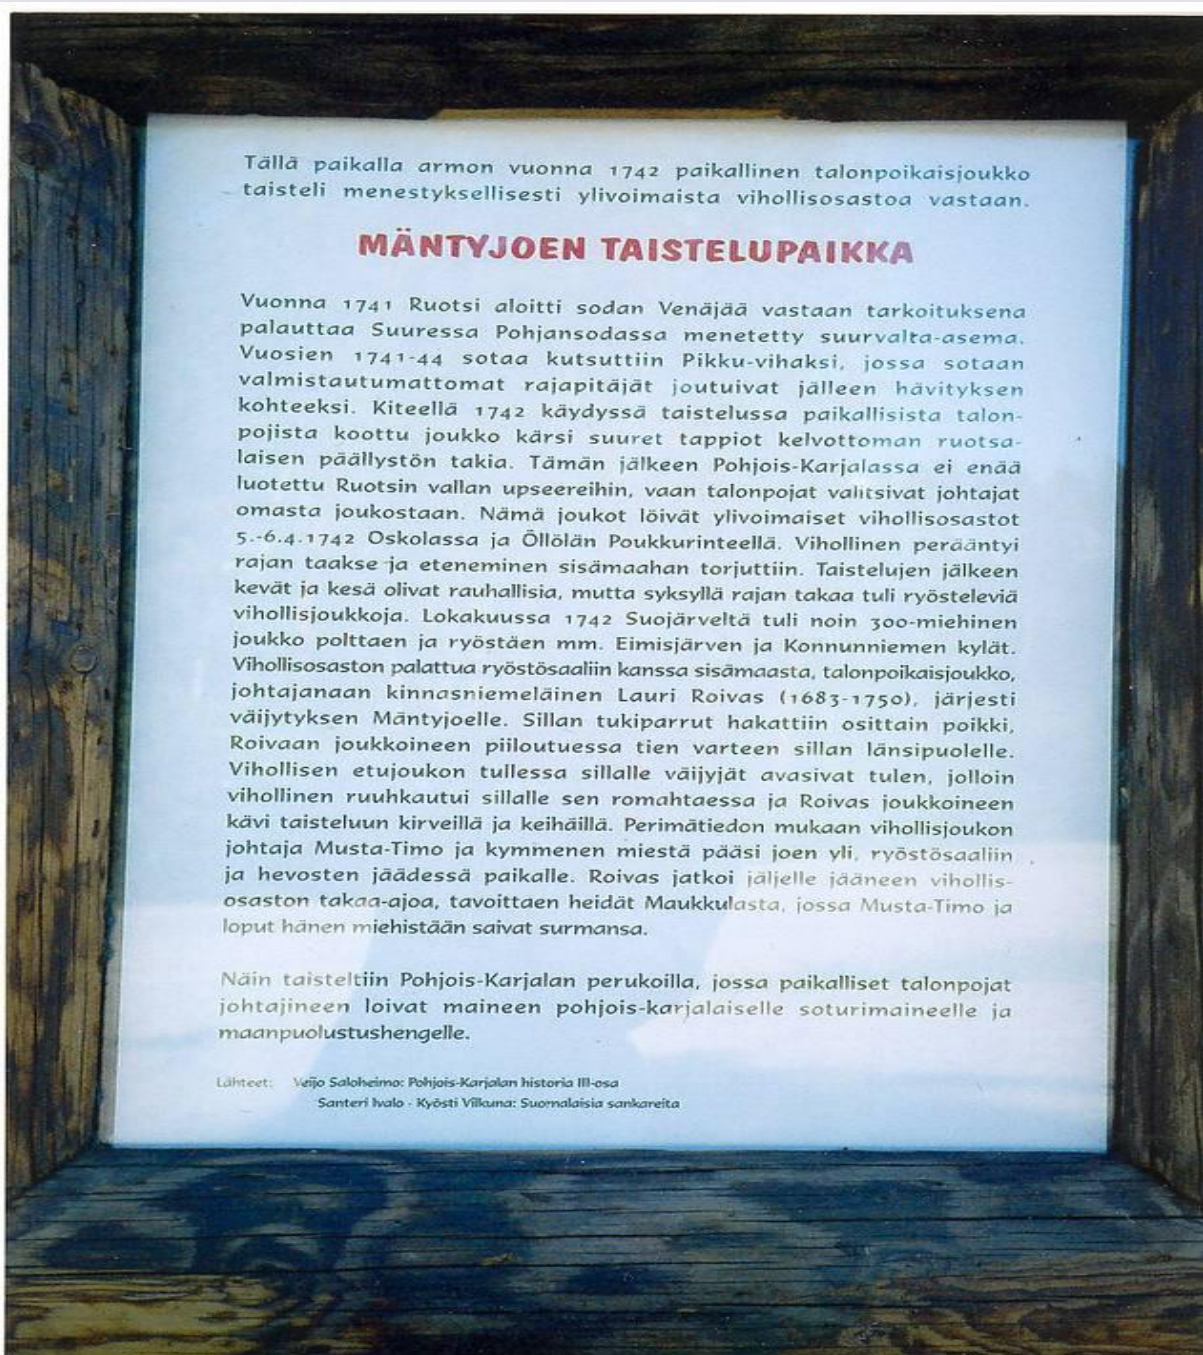 Tällä paikalla armon vuonna 1742 paikallinen talonpoikaisjoukko
taisteli menestyksellisesti ylivoimaista vihollisosastoa vastaan.
MÄNTYJOEN TAISTELUPAIKKA
Vuonna 1741 Ruotsi aloitti sodan Venäjää vastaan tarkoituksena
palauttaa Suuressa Pohjansodassa menetetty suurvalta-asema.
Vuosien 1741-44 sotaa kutsuttiin Pikku-vihaksi, jossa sotaan
valmistautumattomat rajapitäjät joutuivat jälleen hävityksen
kohteeksi. Kiteellä 1742 käydyssä taistelussa paikallisista talon-
pojista koottu joukko kärsi suuret tappiot kelvottoman ruotsa-
laisen päällystön takia. Tämän jälkeen Pohjois-Karjalassa ei enää
luotettu Ruotsin vallan upseereihin, vaan talonpojat valitsivat johtajat
omasta joukostaan. Nämä joukot löivät ylivoimaiset vihollisosastot
5.-6.4.1742 Oskolassa ja Öllölän Poukkurinteellä. Vihollinen perääntyi
rajan taakse ja eteneminen sisämaahan torjuttiin. Taistelujen jälkeen
kevät ja kesä olivat rauhallisia, mutta syksyllä rajan takaa tuli ryösteleviä
vihollisjoukkoja. Lokakuussa 1742 Suojärveltä tuli noin 300-miehinen
joukko polttaen ja ryöstäen mm. Eimisjärven ja Konnunniemen kylät.
Vihollisosaston palattua ryöstösaaliin kanssa sisämaasta, talonpoikaisjoukko,
johtajanaan kinnasniemeläinen Lauri Roivas (1683-1750), järjesti
väijytyksen Mäntyjoelle. Sillan tukiparrut hakattiin osittain poikki,
Roivaan joukkoineen piiloutuessa tien varteen sillan länsipuolelle.
Vihollisen etujoukon tullessa sillalle väijyjät avasivat tulen, jolloin
vihollinen ruuhkautui sillalle sen romahtaessa ja Roivas joukkoineen
kävi taisteluun kirveillä ja keihäillä. Perimätiedon mukaan vihollisjoukon
johtaja Musta-Timo ja kymmenen miestä pääsi joen yli, ryöstösaaliin
ja hevosten jäädessä paikalle. Roivas jatkoi jäljelle jääneen vihollis-
osaston takaa-ajoa, tavoittaen heidät Maukkulasta, jossa Musta-Timo ja
loput hänen miehistään saivat surmansa.
Näin taisteltiin Pohjois-Karjalan perukoilla, jossa paikalliset talonpojat
johtajineen loivat maineen pohjois-karjalaiselle soturimaineelle ja
maanpuolustushengelle.
Lähteet: Veijo Saloheimo: Pohjois-Karjalan historia III-osa
Santeri Ivalo - Kyösti Vilkuna: Suomalaisia sankareita